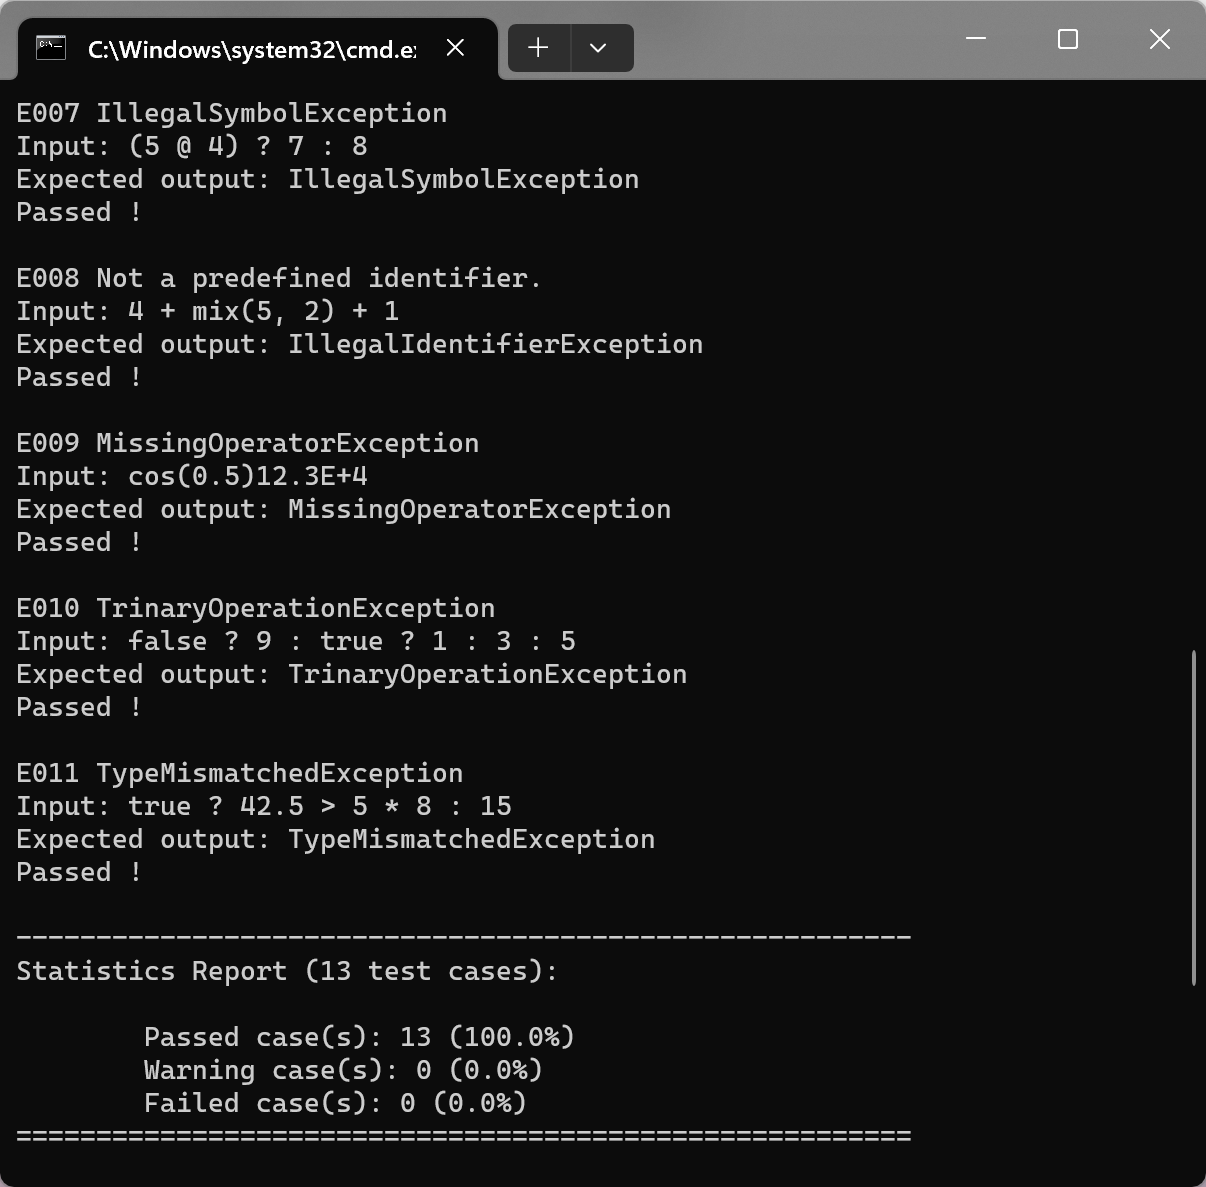 C:\Windows\system32\cmd.e
E007 IllegalSymbolException
Input: (5 @ 4) ? 7 : 8
Expected output: IllegalSymbolException
Passed !
E008 Not a predefined identifier.
Input: 4 + mix(5, 2) + 1
Expected output: IllegalIdentifierException
Passed !
E009 MissingOperatorException
Input: cos(0.5)12.3E+4
Expected output: MissingOperatorException
Passed !
E010 TrinaryOperationException
Input: false ? 9 : true ? 1 : 3 : 5
Expected output: TrinaryOperationException
Passed !
E011 TypeMismatchedException
Input: true ? 42.5 > 5 * 8 : 15
Expected output: TypeMismatchedException
Passed !
--------------------------------------------------------
Statistics Report (13 test cases):
Passed case(s): 13 (100.0%)
Warning case(s): 0 (0.0%)
Failed case(s): 0 (0.0%)
========================================================